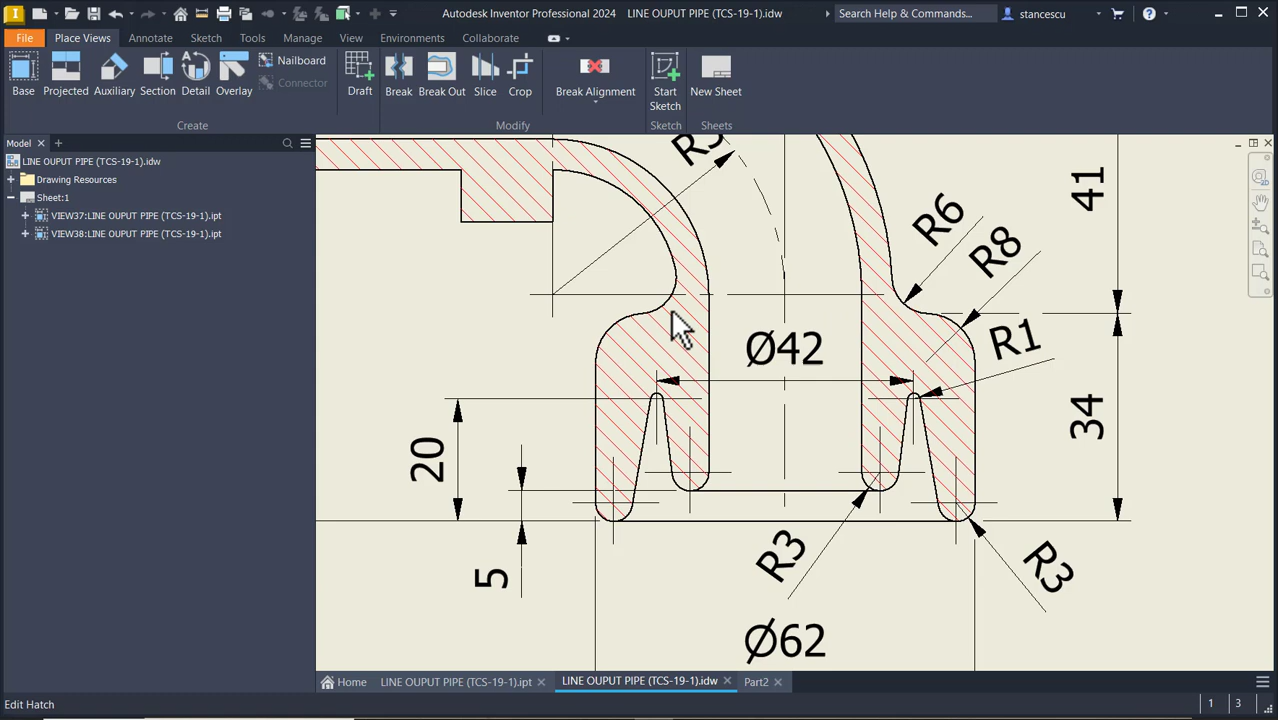 Autodesk Inventor Professional 2024 LINE OUPUT PIPE (TCS-19-1).idw
Search Help & Commands...
stancescu
File
Place Views
Annotate
Sketch
Tools
Manage
View
Environments
Collaborate
Base
Projected
Auxiliary
Section
Detail
Overlay
Nailboard
Connector
Draft
Break
Break Out
Slice
Crop
Break Alignment
Start
Sketch
New Sheet
Create
Modify
Sketch
Sheets
Model
LINE OUPUT PIPE (TCS-19-1).idw
Drawing Resources
Sheet:1
VIEW37:LINE OUPUT PIPE (TCS-19-1).ipt
VIEW38:LINE OUPUT PIPE (TCS-19-1).ipt
41
R6
R8
R1
Ø42
34
20
5
R3
R3
Ø62
Home
LINE OUPUT PIPE (TCS-19-1).ipt
LINE OUPUT PIPE (TCS-19-1).idw
Part2
Edit Hatch
1
3